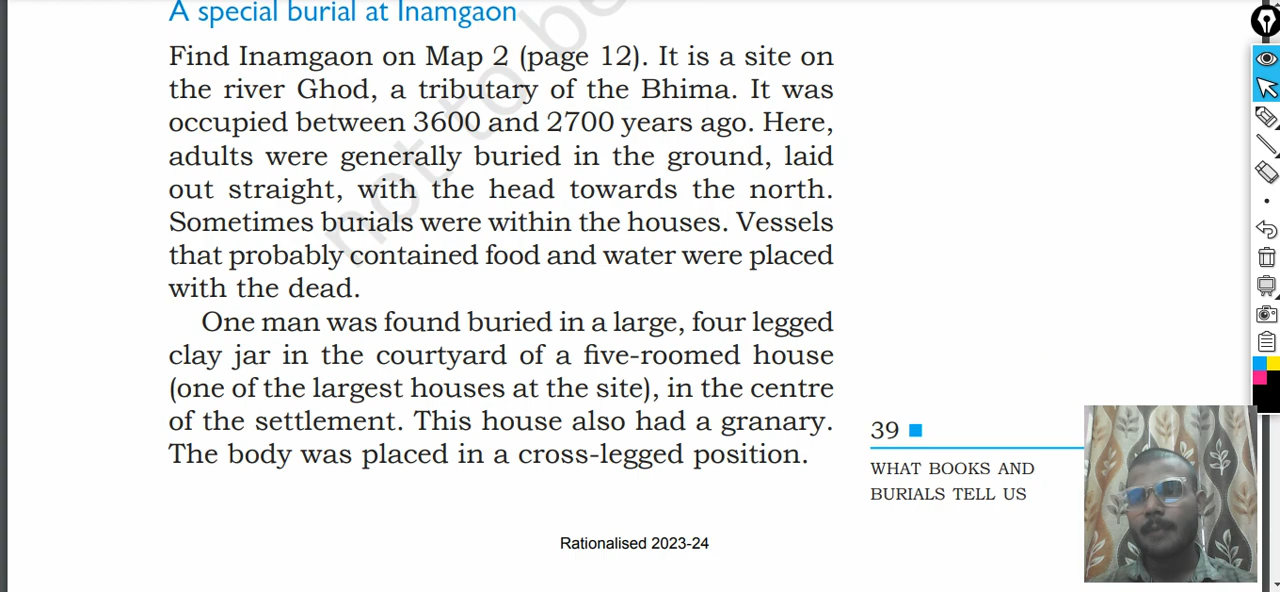 A special burial at Inamgaon
Find Inamgaon on Map 2 (page 12). It is a site on
the river Ghod, a tributary of the Bhima. It was
occupied between 3600 and 2700 years ago. Here,
adults were generally buried in the ground, laid
out straight, with the head towards the north.
Sometimes burials were within the houses. Vessels
that probably contained food and water were placed
with the dead.
One man was found buried in a large, four legged
clay jar in the courtyard of a five-roomed house
(one of the largest houses at the site), in the centre
of the settlement. This house also had a granary.
The body was placed in a cross-legged position.
39
WHAT BOOKS AND
BURIALS TELL US
Rationalised 2023-24
not to be